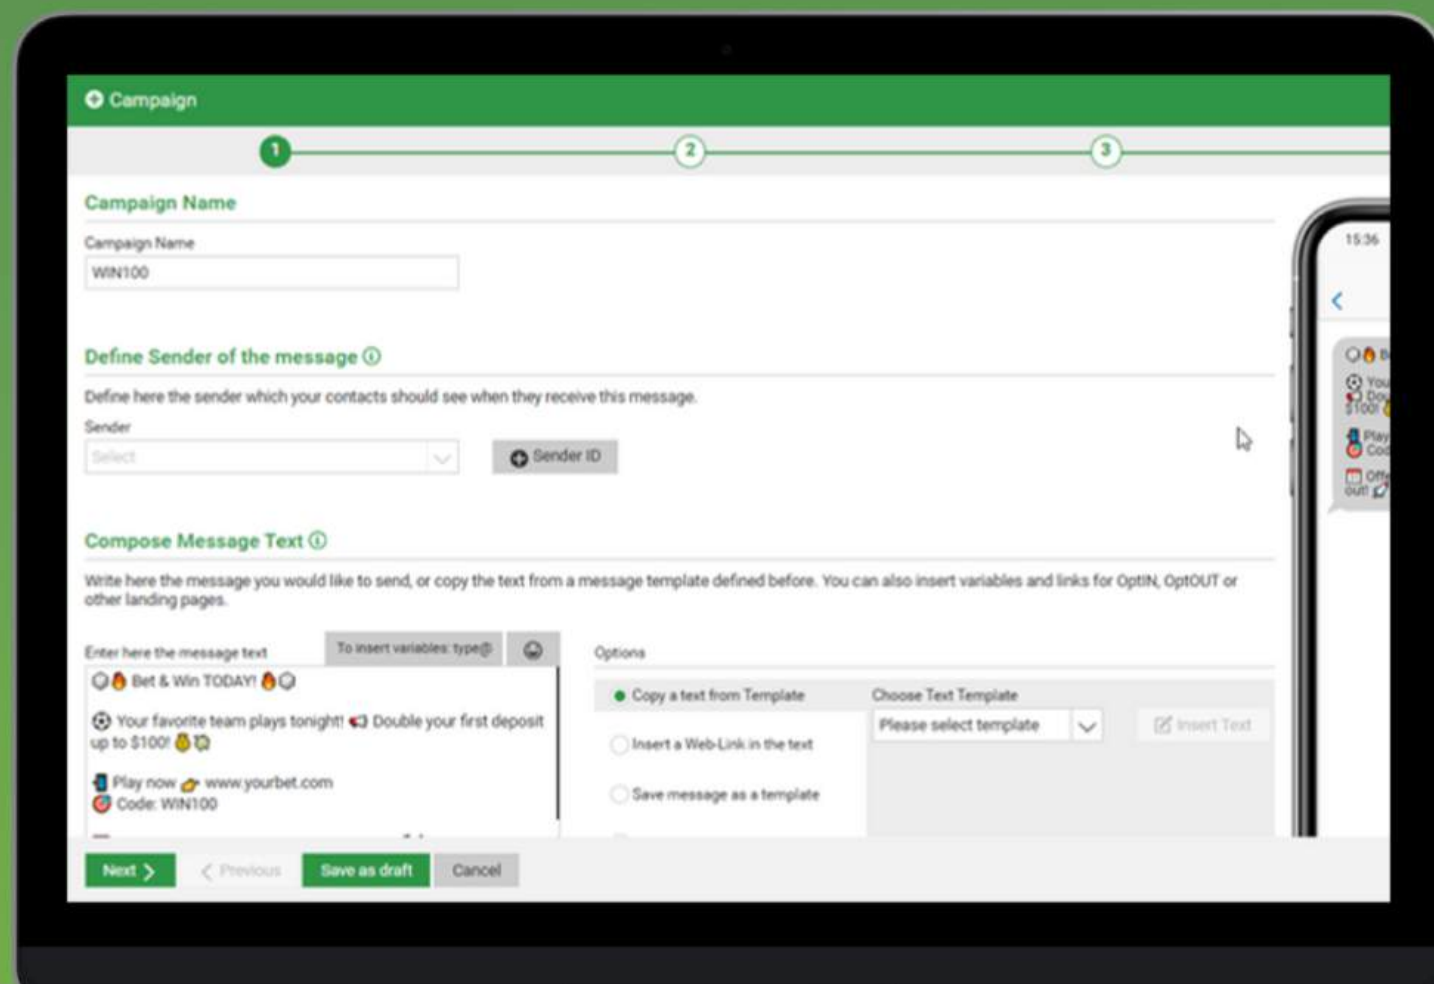 Campaign
1
2
3
Campaign Name
Campaign Name
WIN100
Define Sender of the message
Define here the sender which your contacts should see when they receive this message.
Sender
Select
Sender ID
Compose Message Text
Write here the message you would like to send, or copy the text from a message template defined before. You can also insert variables and links for OptIN, OptOUT or
other landing pages.
Enter here the message text
To insert variables: type@
⚽🔥 Bet & Win TODAY! 🔥⚽
⚽ Your favorite team plays tonight! 📢 Double your first deposit
up to $100! 💰💸
📲 Play now 👉 www.yourbet.com
🎯 Code: WIN100
Options
Copy a text from Template
Insert a Web-Link in the text
Save message as a template
Choose Text Template
Please select template
Insert Text
Next
Previous
Save as draft
Cancel
15:36
You
$100!
Play
out!